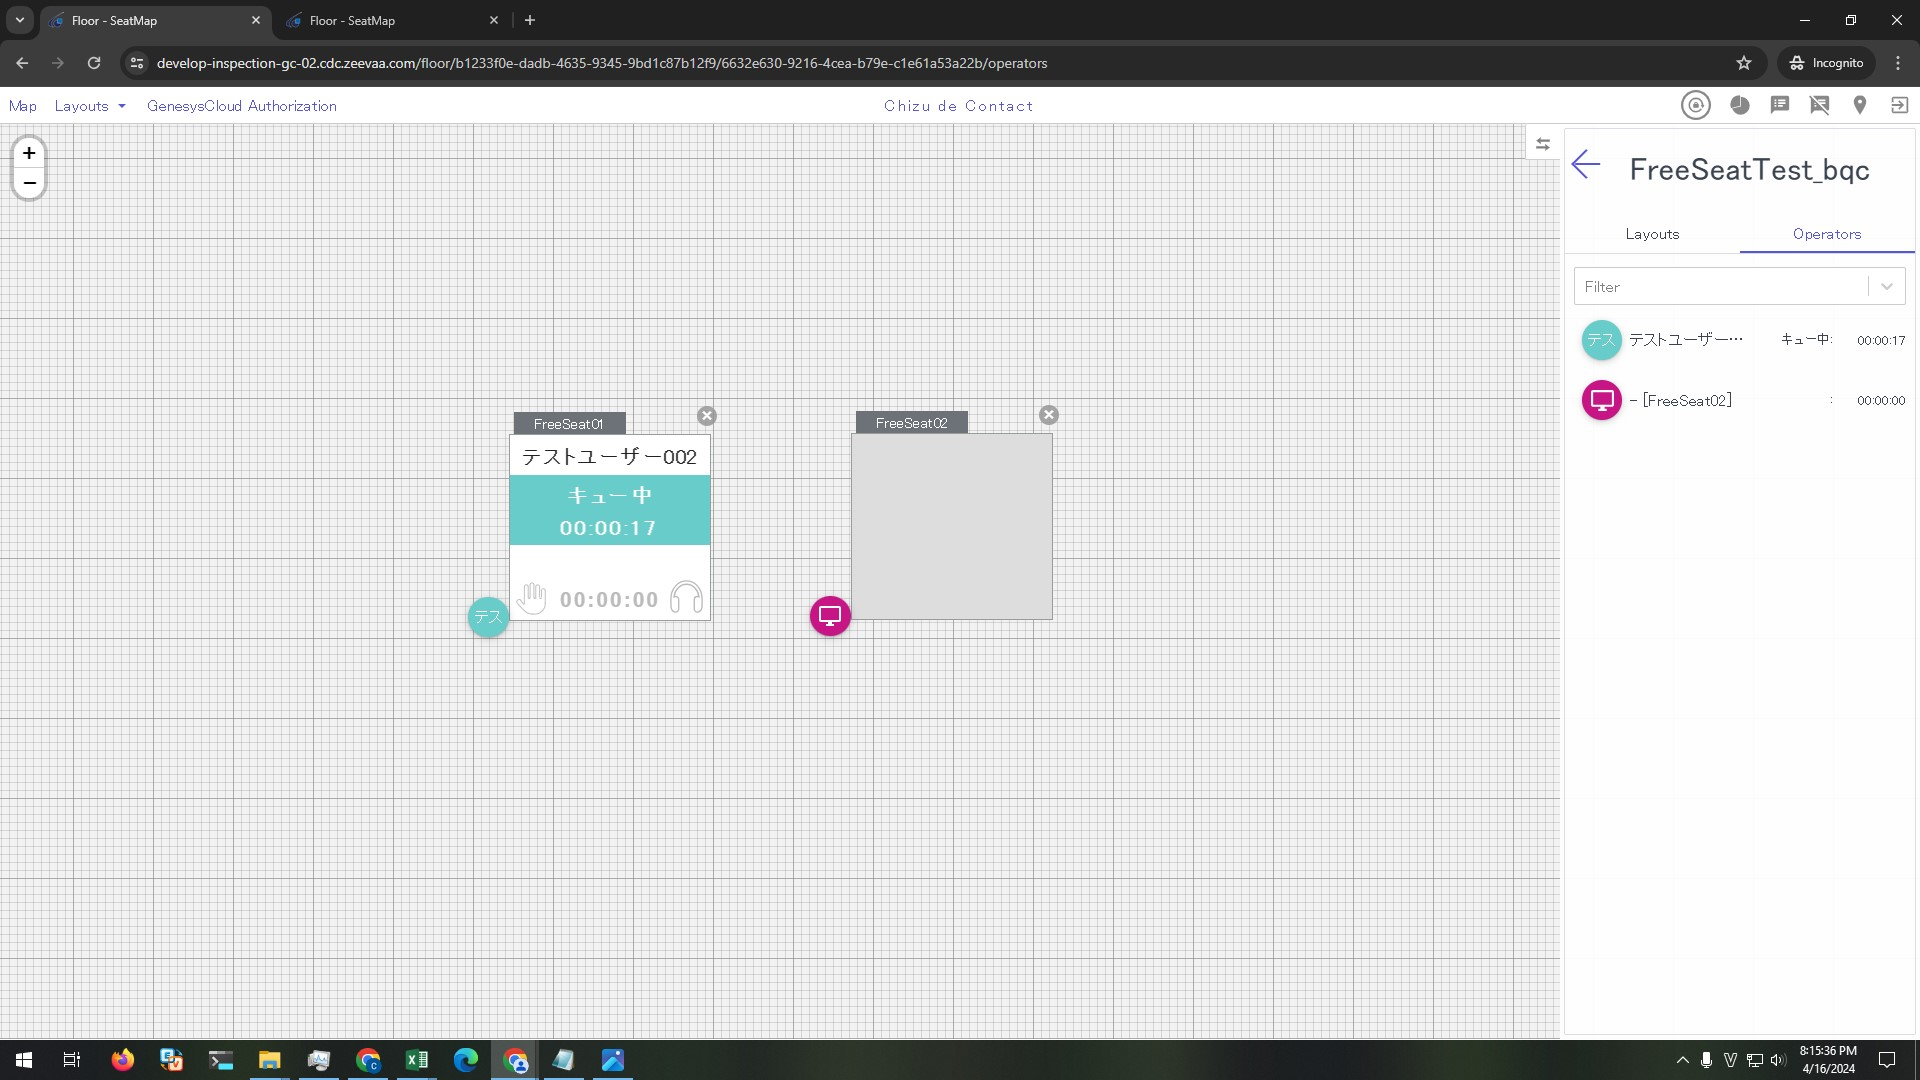 Floor - SeatMap
Floor - SeatMap
develop-inspection-gc-02.cdc.zeevaa.com/floor/b1233f0e-dadb-4635-9345-9bd1c87b12f9/6632e630-9216-4cea-b79e-c1e61a53a22b/operators
Incognito
Map Layouts GenesysCloud Authorization
Chizu de Contact
FreeSeatTest_bqc
Layouts
Operators
Filter
テス テストユーザー… キュー中: 00:00:17
- [FreeSeat02] : 00:00:00
FreeSeat01
テストユーザー002
キュー中
00:00:17
00:00:00
テス
FreeSeat02
8:15:36 PM
4/16/2024